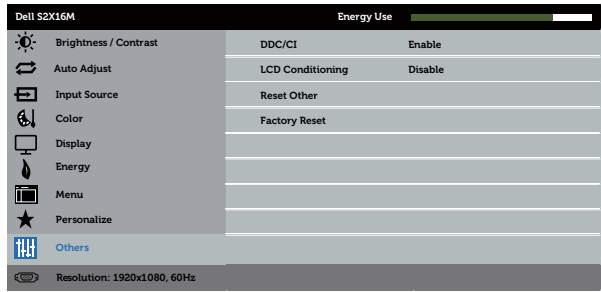 Dell S2X16M Energy Use
Brightness / Contrast DDC/CI Enable
Auto Adjust LCD Conditioning Disable
Input Source Reset Other
Color Factory Reset
Display
Energy
Menu
Personalize
Others
Resolution: 1920x1080, 60Hz